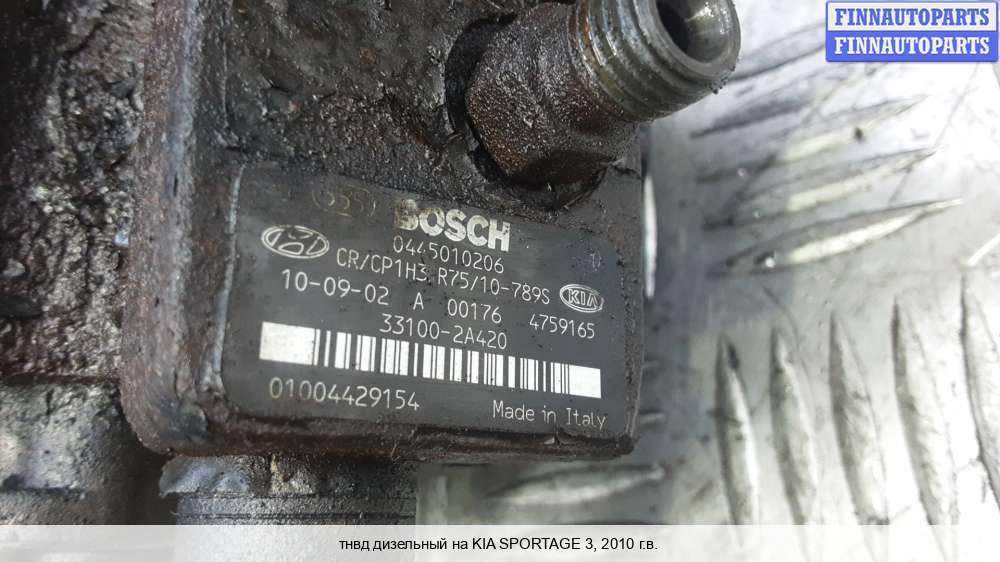 FINNAUTOPARTS
FINNAUTOPARTS
BOSCH
0445010206
CR/CP1H3 R75/10-789S
KIA
10-09-02 A 00176 4759165
33100-2A420
01004429154
Made in Italy
тнвд дизельный на KIA SPORTAGE 3, 2010 г.в.